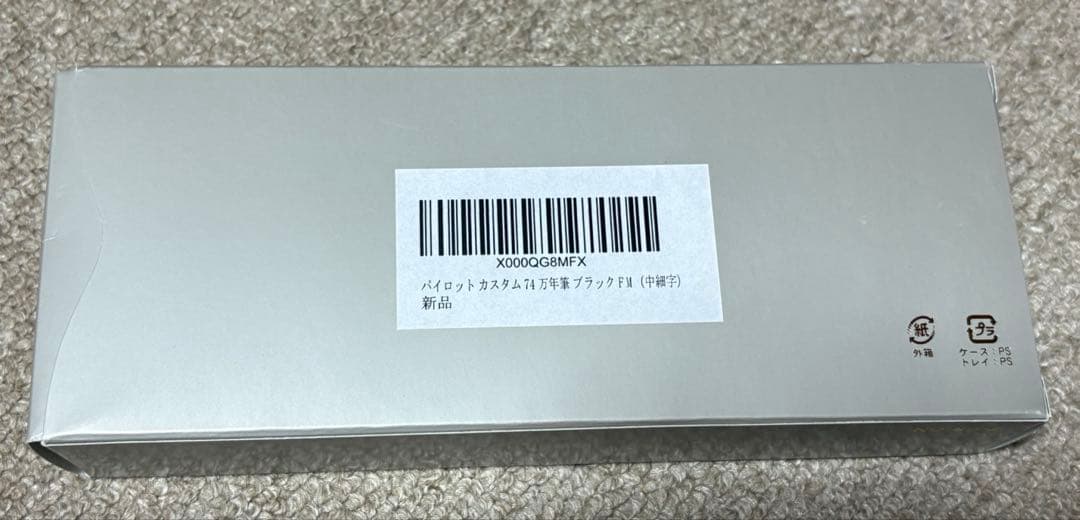 X000QG8MFX
パイロット カスタム 74 万年筆 ブラック FM (中細字)
新品
紙
外箱
プラ
ケース:PS
トレイ:PS